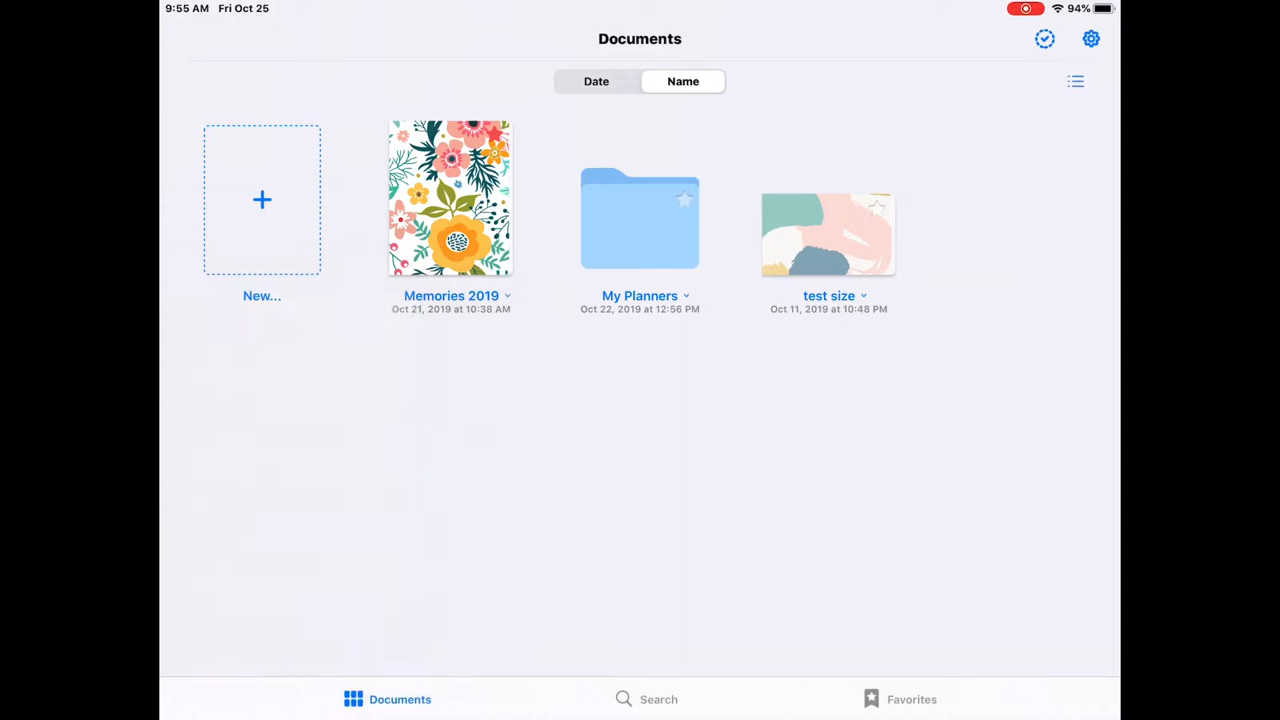 9:55 AM Fri Oct 25
94%
Documents
Date Name
New...
Memories 2019
Oct 21, 2019 at 10:38 AM
My Planners
Oct 22, 2019 at 12:56 PM
test size
Oct 11, 2019 at 10:48 PM
Documents Search Favorites